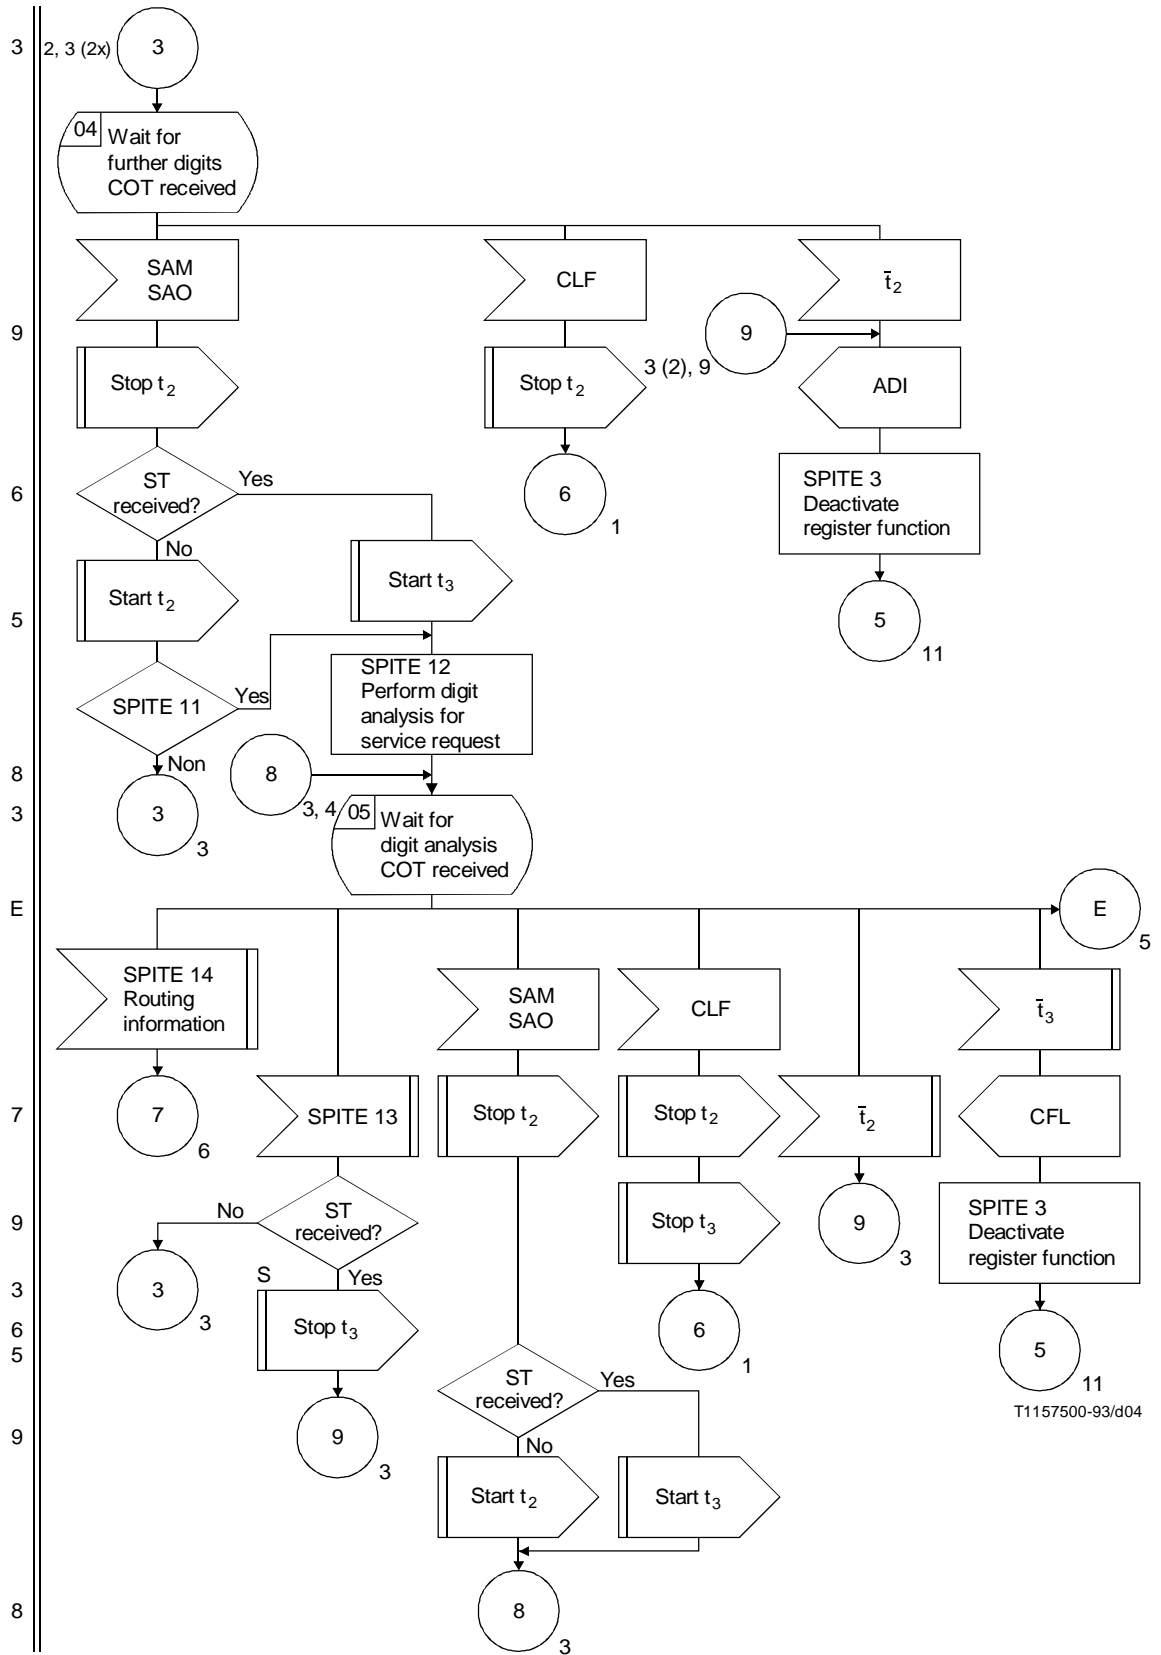 3
2, 3 (2x)
3
04
Wait for
further digits
COT received
SAM
SAO
CLF
t̄2
9
9
Stop t2
Stop t2
3 (2), 9
ADI
6
ST
received?
Yes
No
6
1
SPITE 3
Deactivate
register function
Start t2
Start t3
5
5
11
SPITE 11
Yes
Non
SPITE 12
Perform digit
analysis for
service request
8
8
3, 4
3
3
3
05
Wait for
digit analysis
COT received
E
E
5
SPITE 14
Routing
information
SAM
SAO
CLF
t̄3
7
7
6
SPITE 13
Stop t2
Stop t2
t̄2
CFL
9
No
ST
received?
Yes
Stop t3
9
3
SPITE 3
Deactivate
register function
3
3
3
S
Stop t3
6
5
6
1
5
11
T1157500-93/d04
ST
received?
Yes
No
9
9
3
Start t2
Start t3
8
8
3